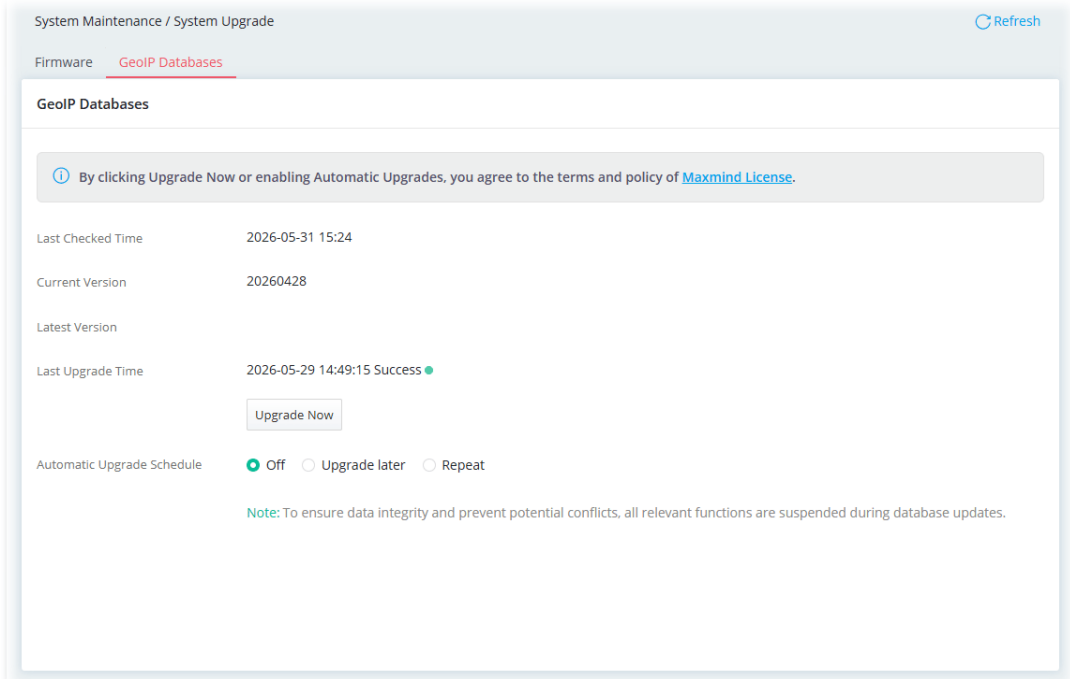 System Maintenance / System Upgrade
Refresh
Firmware
GeoIP Databases
GeoIP Databases
By clicking Upgrade Now or enabling Automatic Upgrades, you agree to the terms and policy of Maxmind License.
Last Checked Time
2026-05-31 15:24
Current Version
20260428
Latest Version
Last Upgrade Time
2026-05-29 14:49:15 Success
Upgrade Now
Automatic Upgrade Schedule
Off
Upgrade later
Repeat
Note: To ensure data integrity and prevent potential conflicts, all relevant functions are suspended during database updates.